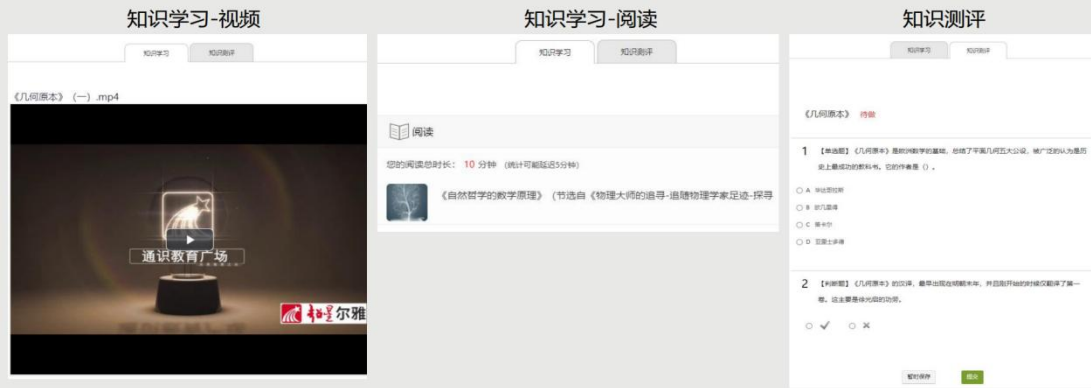 知识学习-视频
知识学习
知识测评
《几何原本》（一）.mp4
通识教育广场
尔雅
知识学习-阅读
知识学习
知识测评
阅读
您的阅读总时长： 10 分钟 （统计可能延迟5分钟）
《自然哲学的数学原理》（节选自《物理大师的追寻-追随物理学家足迹-探寻
知识测评
知识学习
知识测评
《几何原本》 待做
1 【单选题】《几何原本》是欧洲数学的基础，总结了平面几何五大公设，被广泛的认为是历
史上最成功的教科书。它的作者是（）。
A 毕达哥拉斯
B 欧几里得
C 笛卡尔
D 亚里士多德
2 【判断题】《几何原本》的汉译，最早出现在明朝末年，并且刚开始的时候仅翻译了第一
卷。这主要是徐光启的功劳。
暂时保存
提交